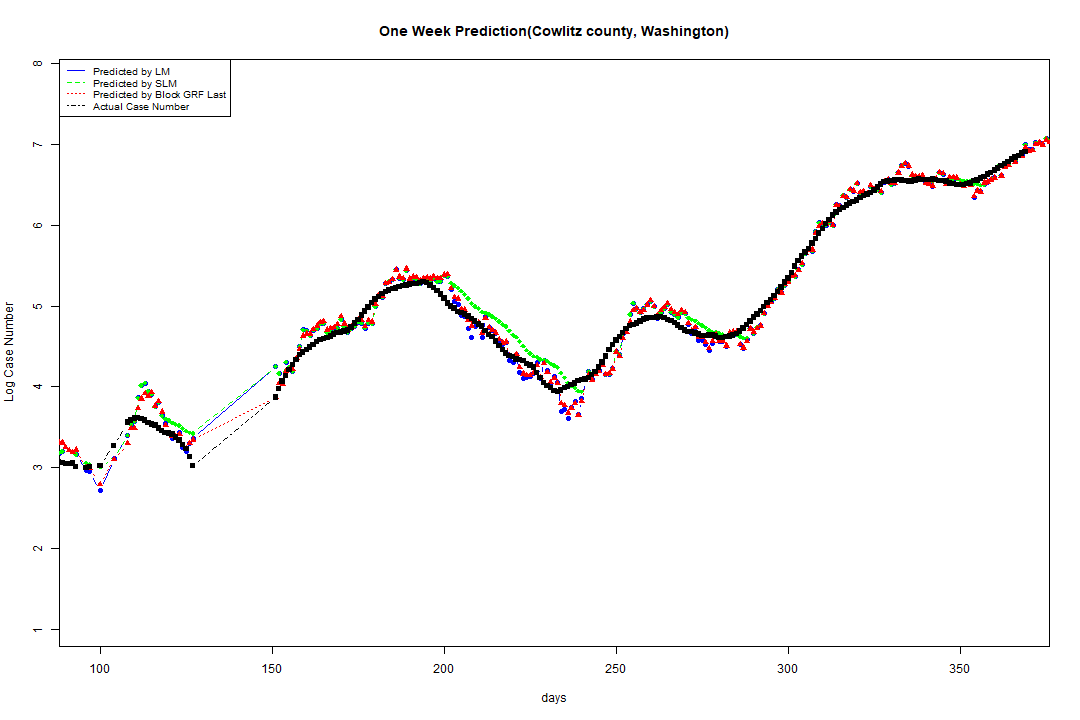 One Week Prediction(Cowlitz county, Washington)
Predicted by LM
Predicted by SLM
Predicted by Block GRF Last
Actual Case Number
8
7
6
5
4
3
2
1
Log Case Number
100 150 200 250 300 350
days